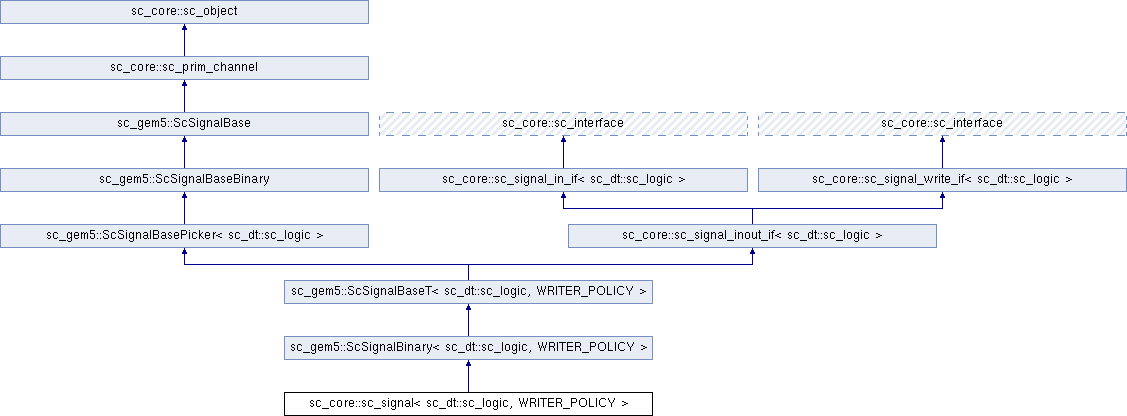 sc_core::sc_object
sc_core::sc_prim_channel
sc_gem5::ScSignalBase
sc_core::sc_interface
sc_core::sc_interface
sc_gem5::ScSignalBaseBinary
sc_core::sc_signal_in_if< sc_dt::sc_logic >
sc_core::sc_signal_write_if< sc_dt::sc_logic >
sc_gem5::ScSignalBasePicker< sc_dt::sc_logic >
sc_core::sc_signal_inout_if< sc_dt::sc_logic >
sc_gem5::ScSignalBaseT< sc_dt::sc_logic, WRITER_POLICY >
sc_gem5::ScSignalBinary< sc_dt::sc_logic, WRITER_POLICY >
sc_core::sc_signal< sc_dt::sc_logic, WRITER_POLICY >